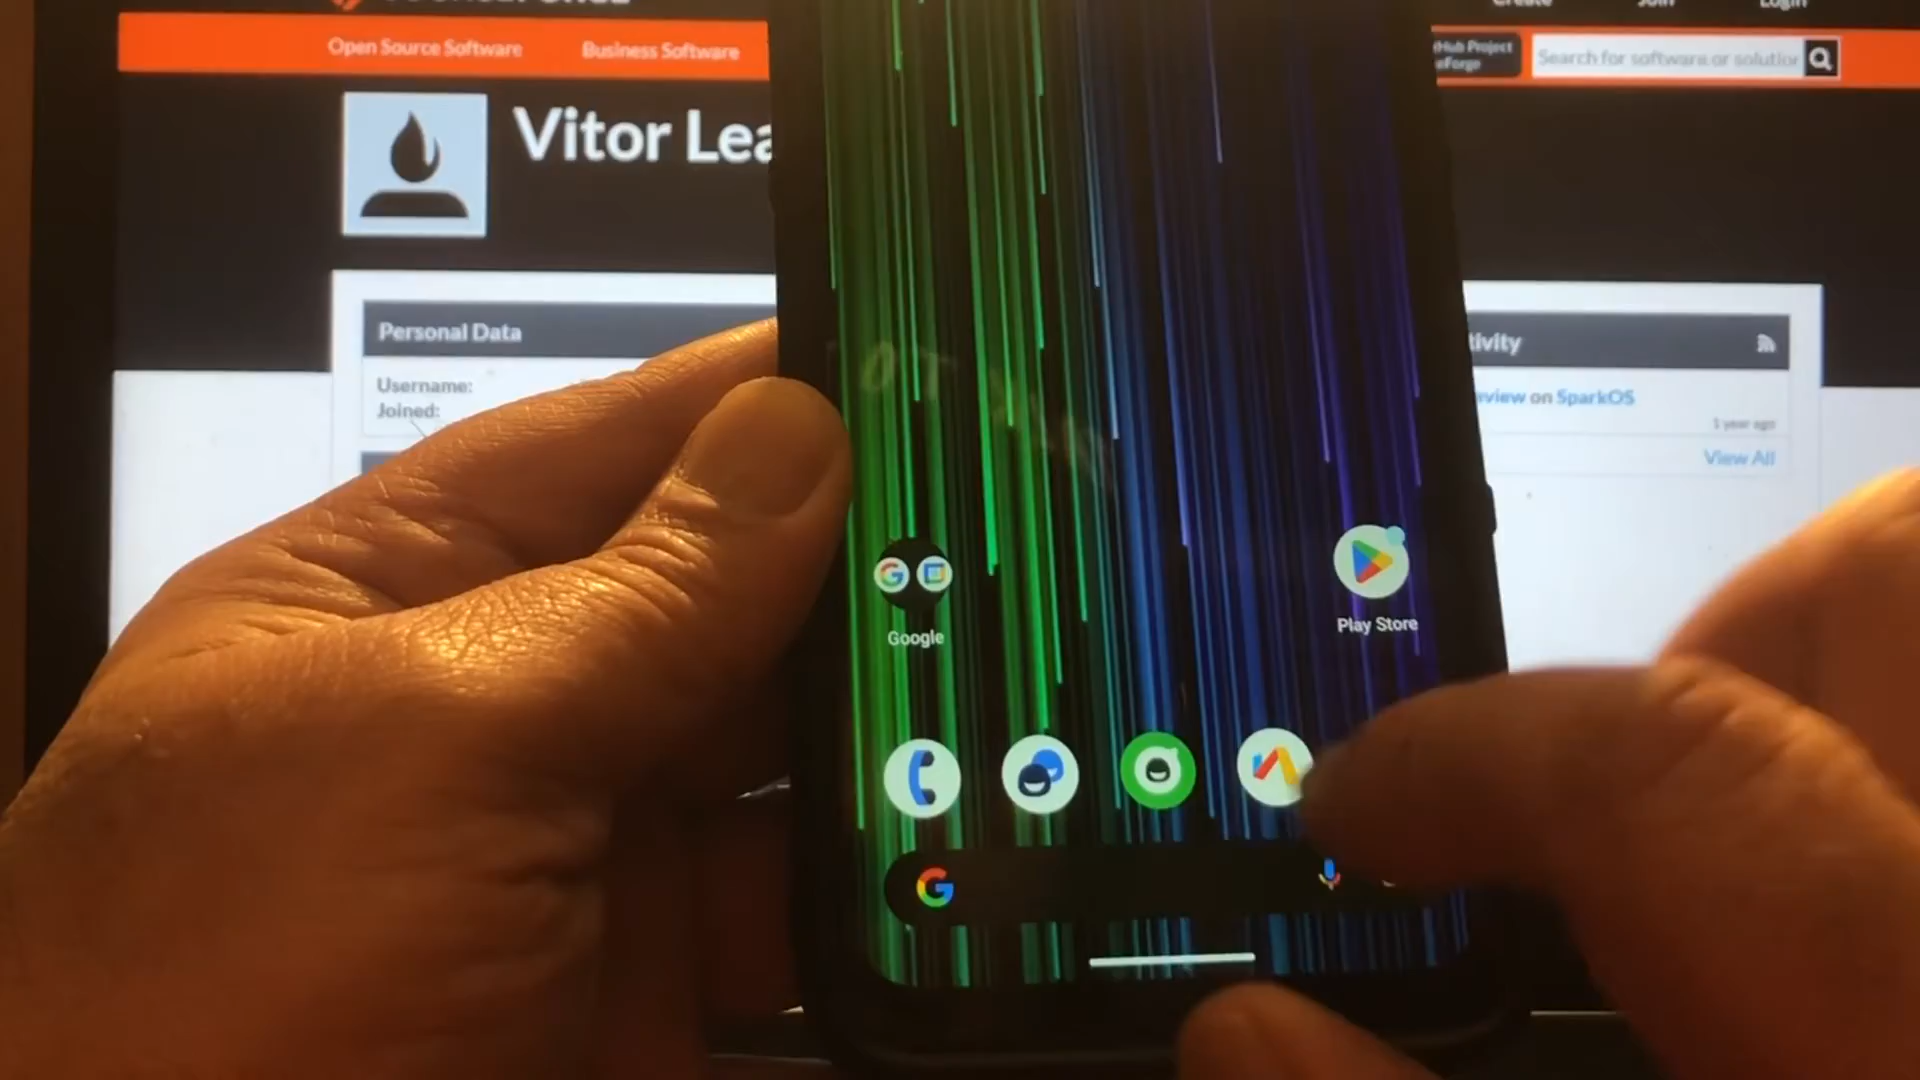 Create Join Login
Open Source Software Business Software
Hub Project
eForge
Search for software or solution
Vitor Lea
Personal Data
Username:
Joined:
tivity
view on SparkOS
1 year ago
View All
Google
Play Store